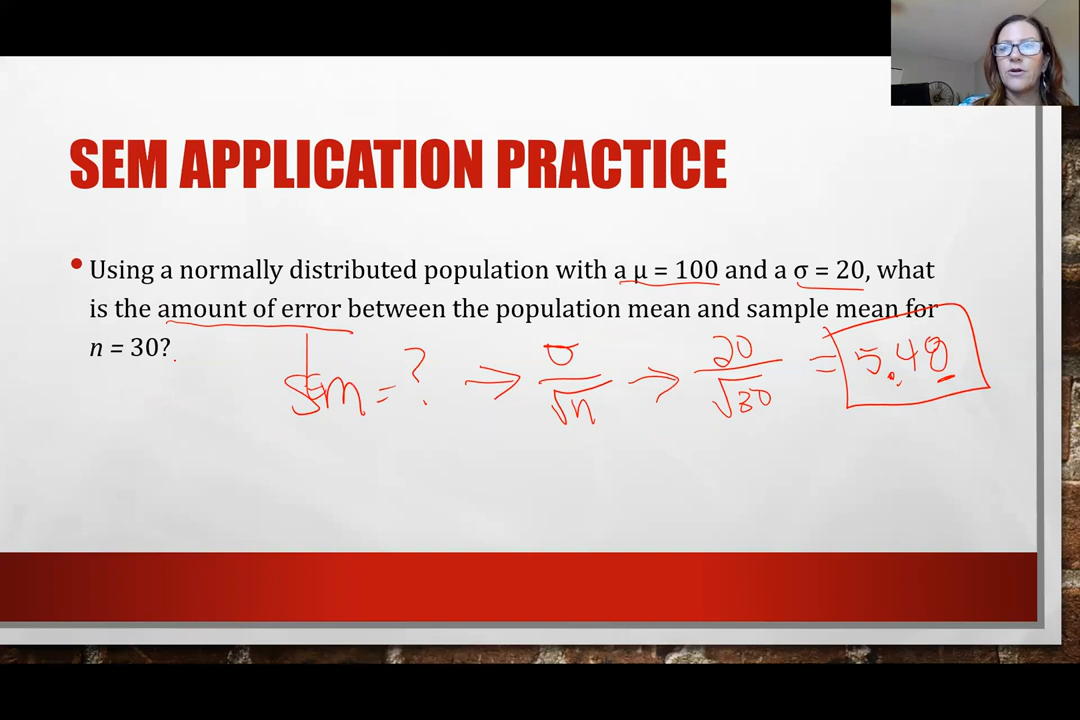 SEM APPLICATION PRACTICE
• Using a normally distributed population with a μ = 100 and a σ = 20, what
is the amount of error between the population mean and sample mean for
n = 30?
SEM = ? → σ/√n → 20/√30 = 5.48